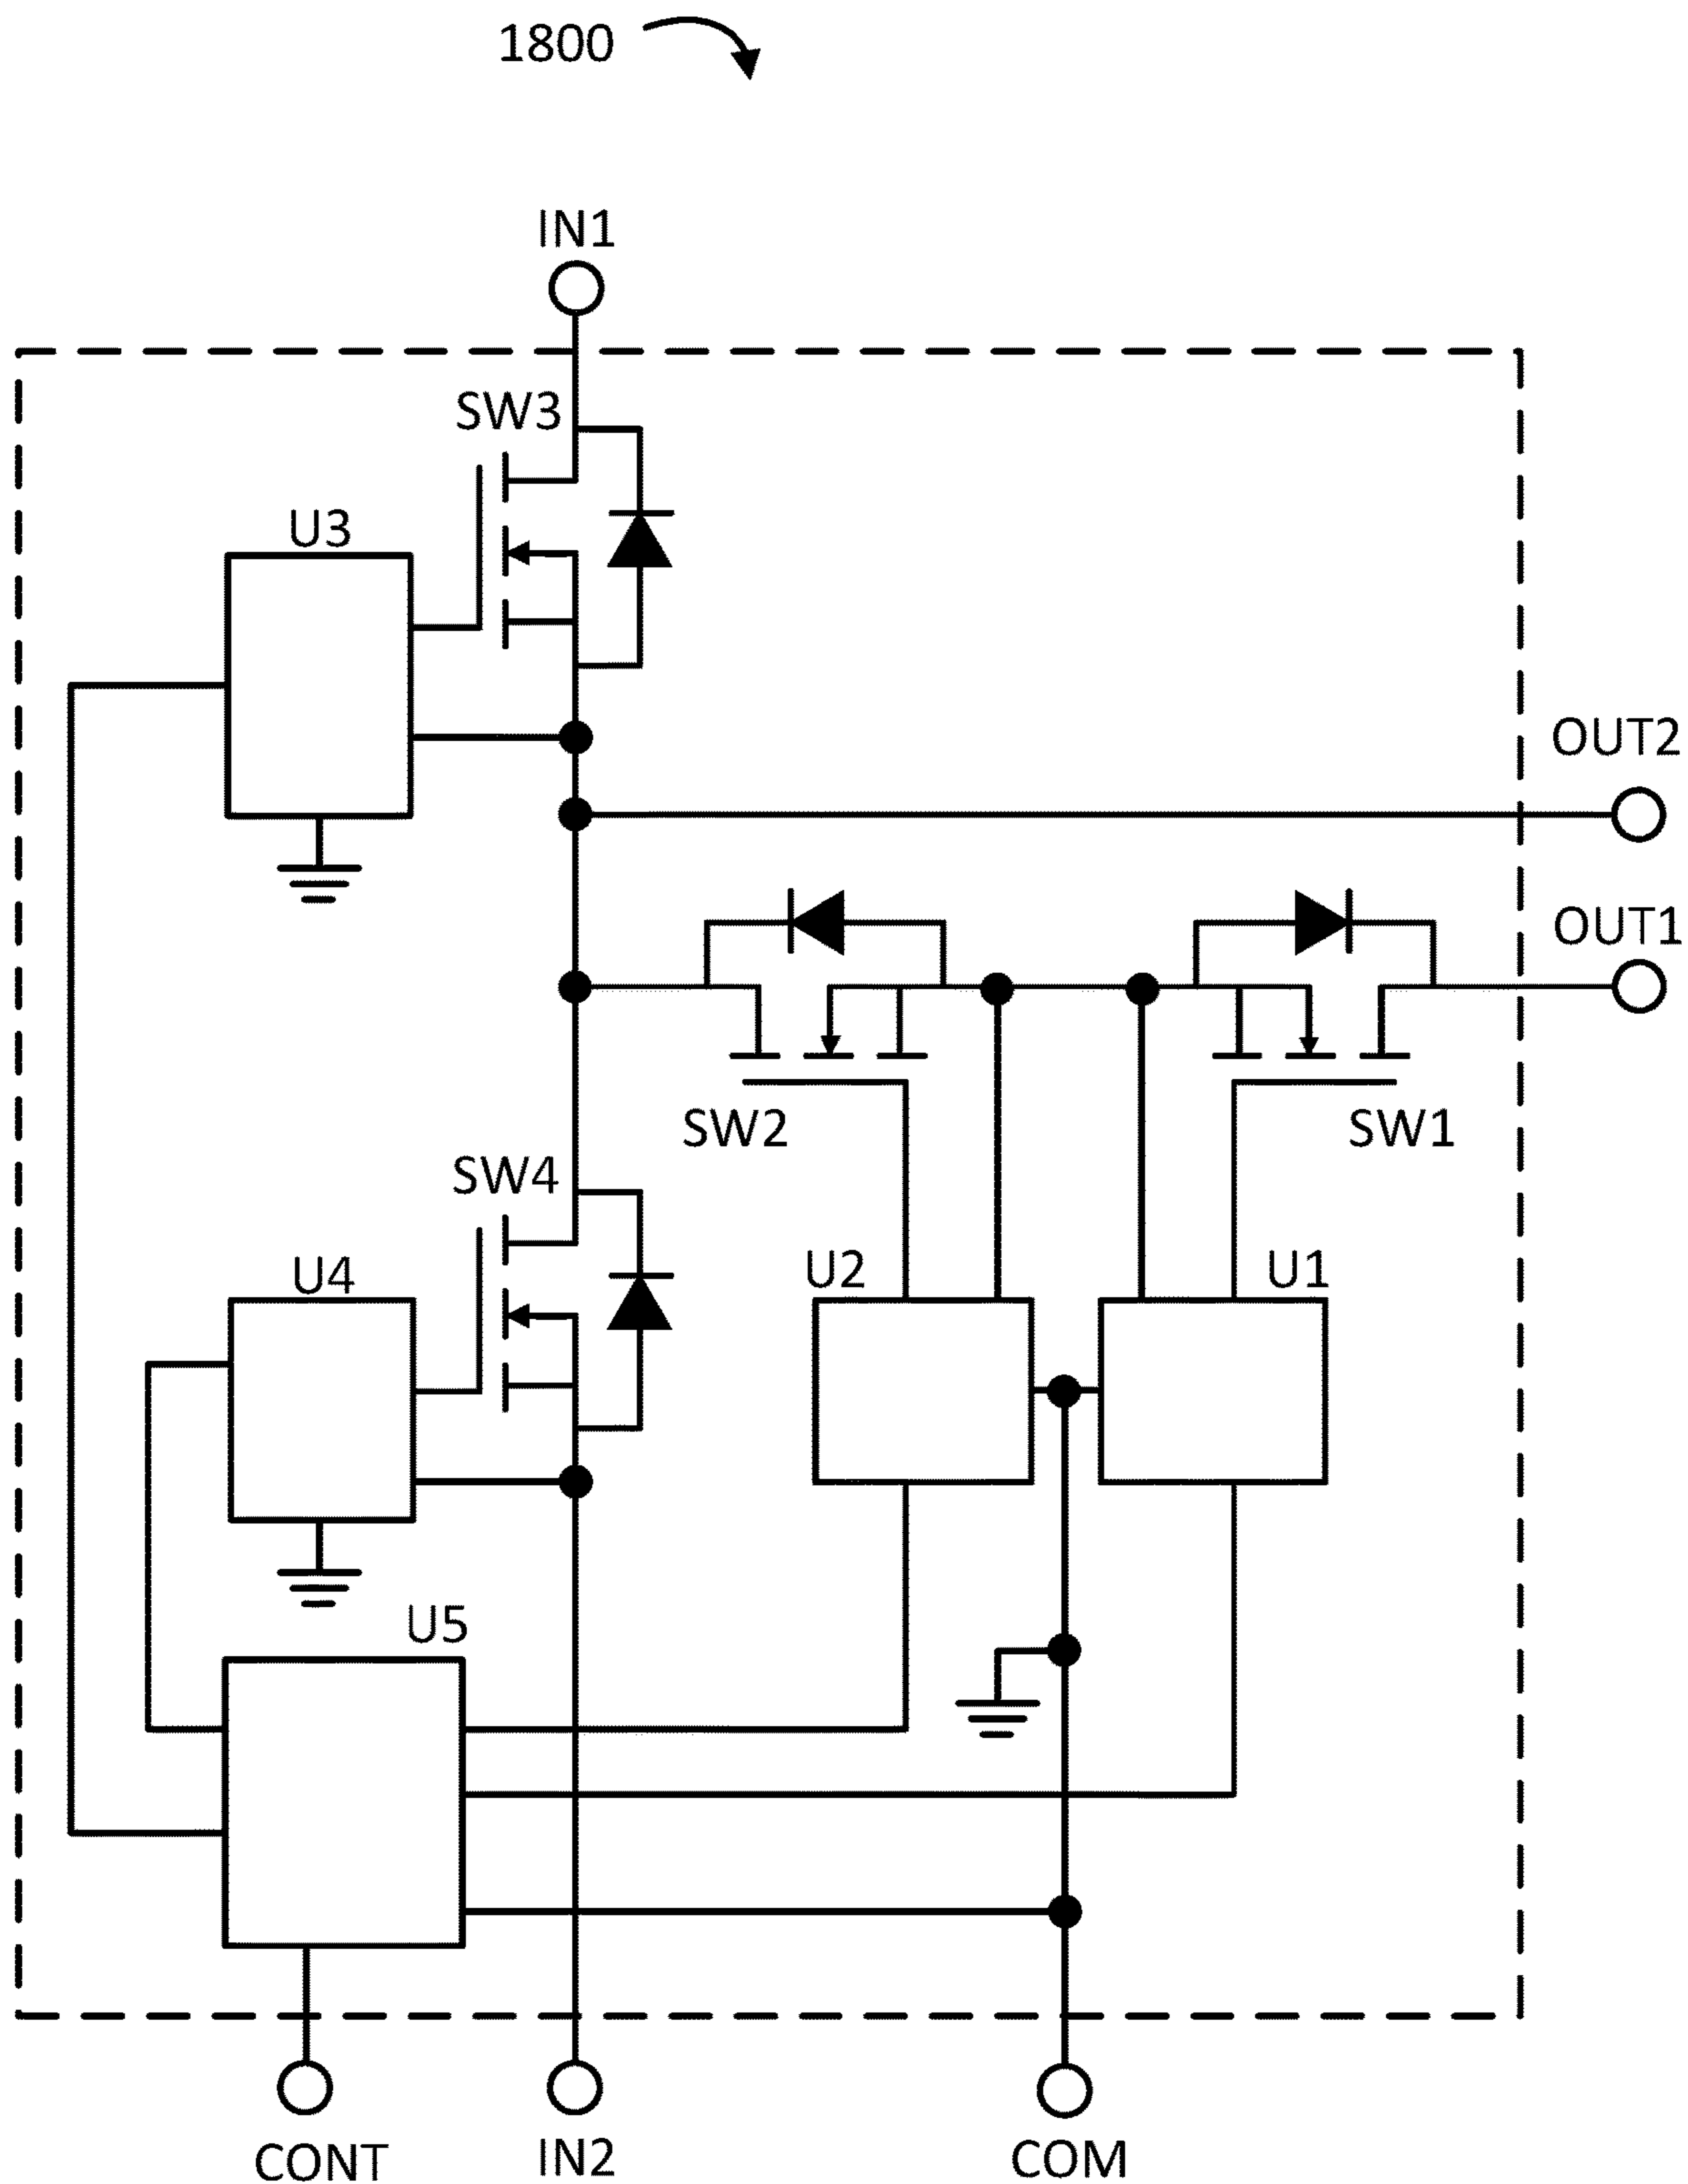 1800
IN1
SW3
U3
OUT2
OUT1
SW2
SW1
SW4
U4
U2
U1
U5
CONT
IN2
COM